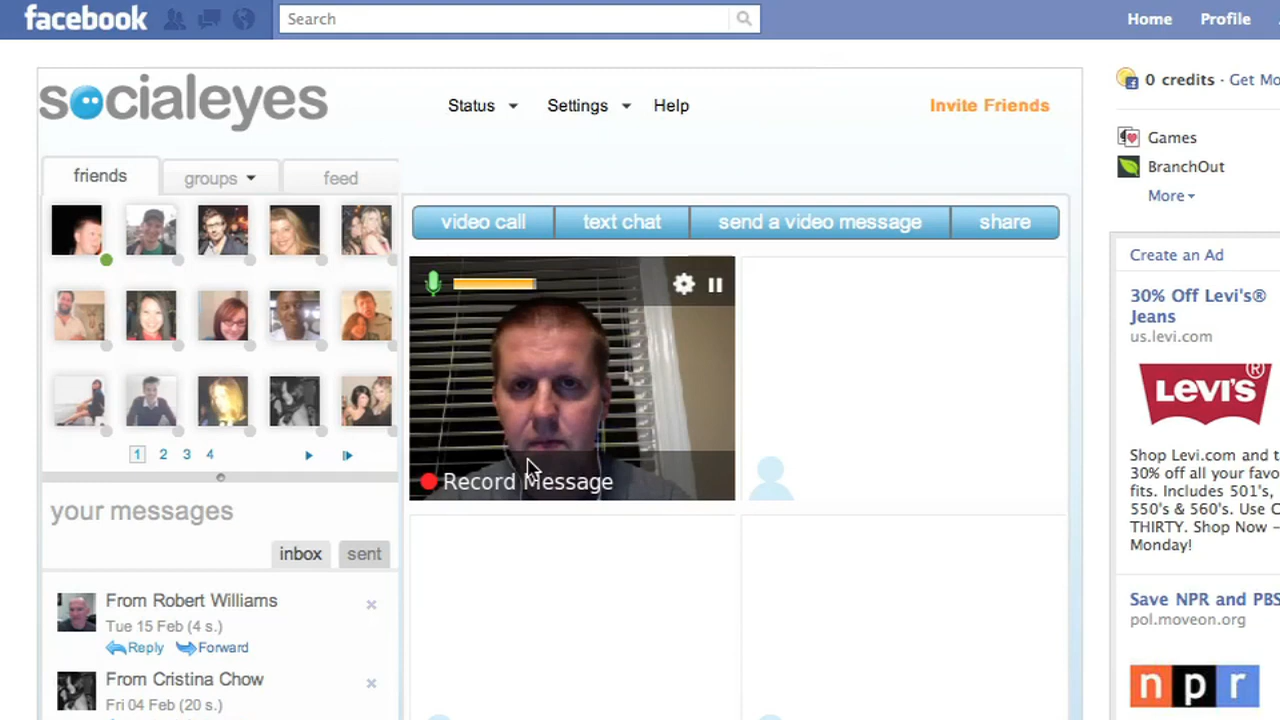 facebook
Search
Home Profile
socialeyes
Status Settings Help
Invite Friends
0 credits · Get Mo
Games
BranchOut
More
friends groups feed
video call text chat send a video message share
Record Message
1 2 3 4
your messages
inbox sent
From Robert Williams
Tue 15 Feb (4 s.)
Reply Forward
From Cristina Chow
Fri 04 Feb (20 s.)
Create an Ad
30% Off Levi's®
Jeans
us.levi.com
LEVI'S®
Shop Levi.com and t
30% off all your favo
fits. Includes 501's,
550's & 560's. Use C
THIRTY. Shop Now –
Monday!
Save NPR and PBS
pol.moveon.org
npr